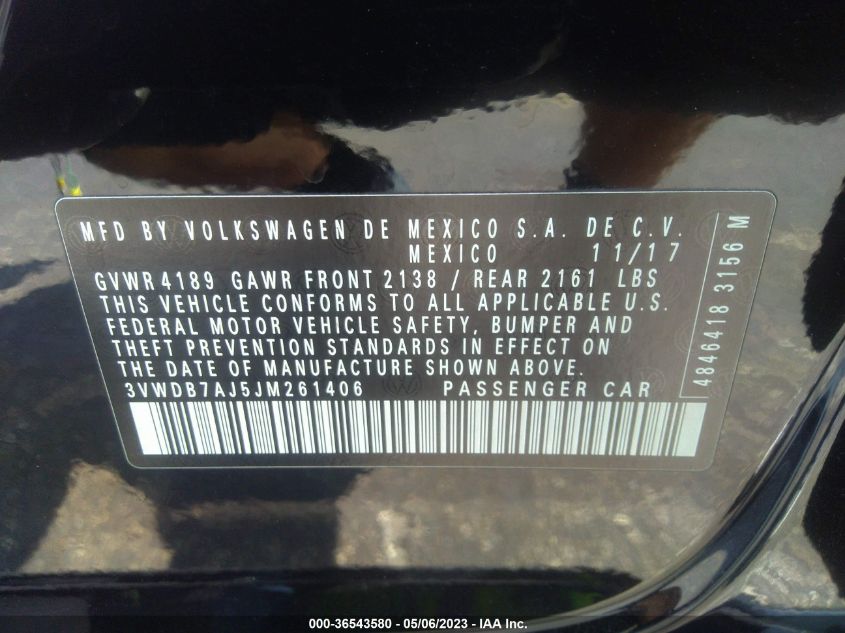 MFD BY VOLKSWAGEN DE MEXICO S.A. DE C.V.
MEXICO 11/17
GVWR 4189 GAWR FRONT 2138 / REAR 2161 LBS
THIS VEHICLE CONFORMS TO ALL APPLICABLE U.S.
FEDERAL MOTOR VEHICLE SAFETY, BUMPER AND
THEFT PREVENTION STANDARDS IN EFFECT ON
THE DATE OF MANUFACTURE SHOWN ABOVE.
3VWDB7AJ5JM261406 PASSENGER CAR
4846418 3156 M
000-36543580 - 05/06/2023 - IAA Inc.